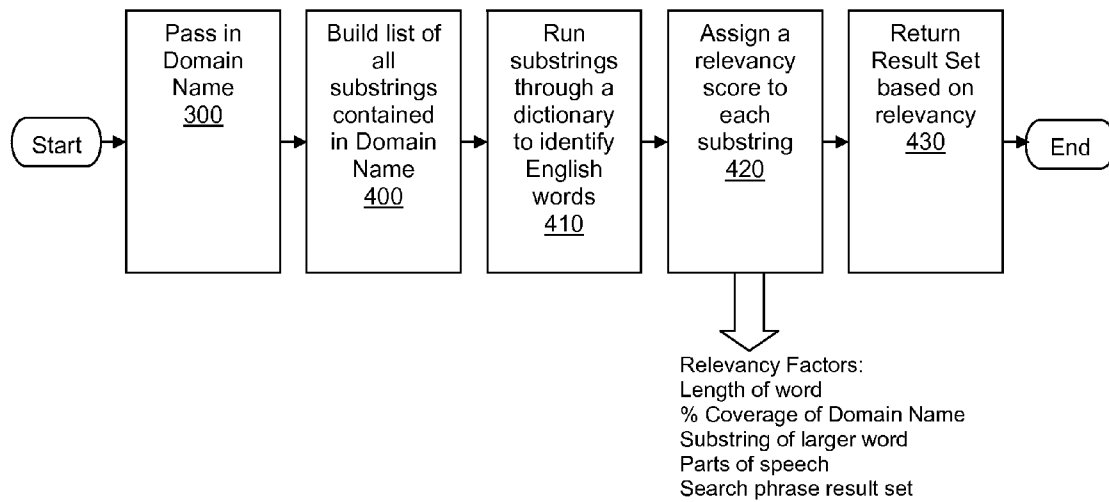 Start
Pass in
Domain
Name
300
Build list of
all
substrings
contained
in Domain
Name
400
Run
substrings
through a
dictionary
to identify
English
words
410
Assign a
relevancy
score to
each
substring
420
Return
Result Set
based on
relevancy
430
End
Relevancy Factors:
Length of word
% Coverage of Domain Name
Substring of larger word
Parts of speech
Search phrase result set